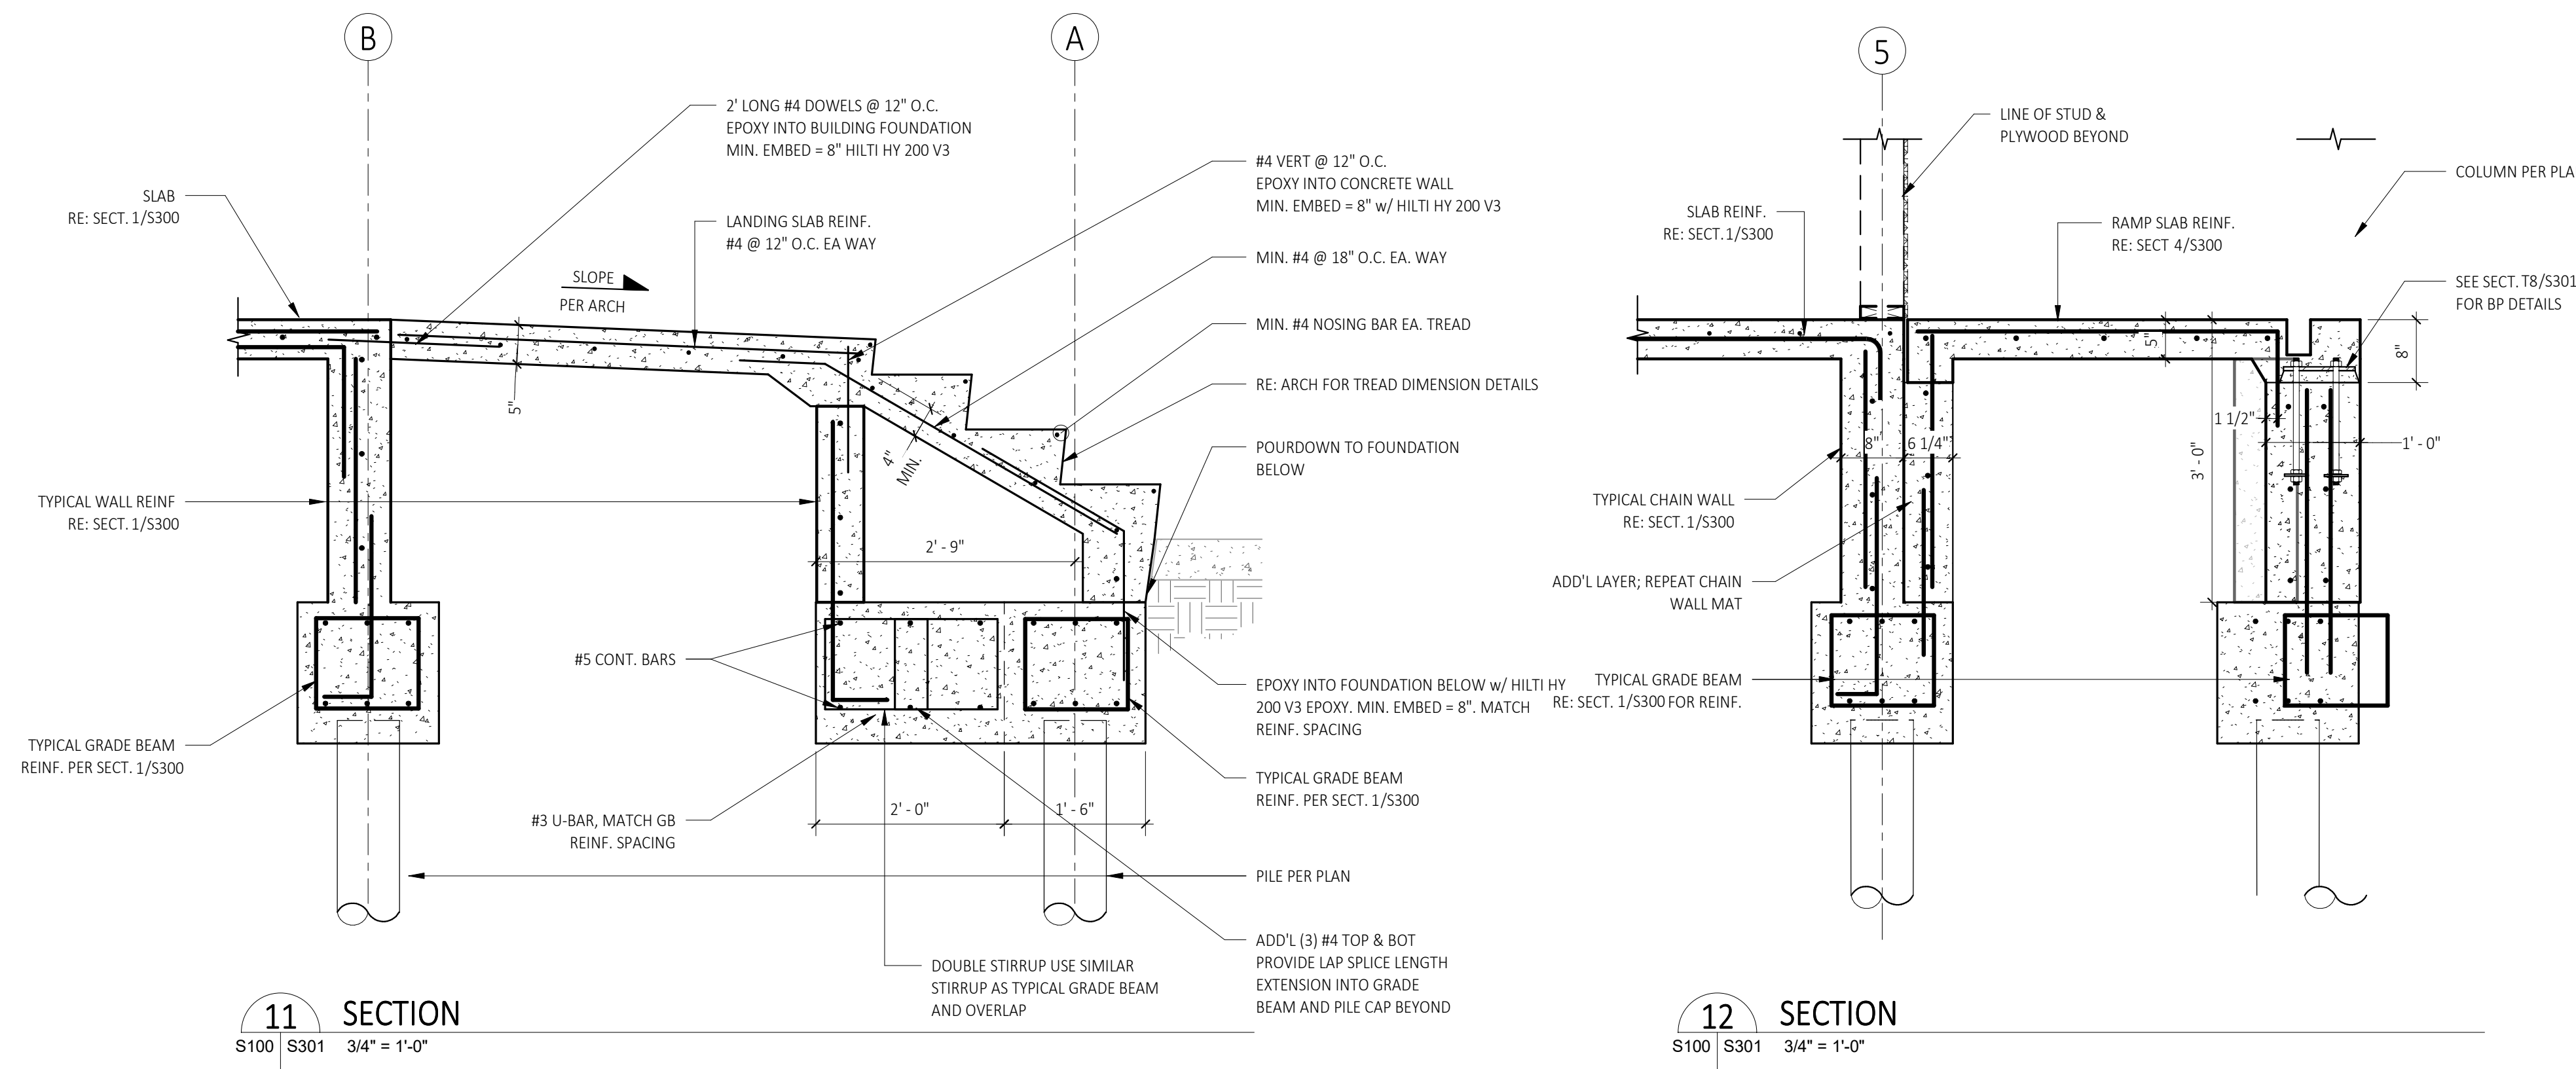 B
A
2' LONG #4 DOWELS @ 12" O.C.
EPOXY INTO BUILDING FOUNDATION
MIN. EMBED = 8" HILTI HY 200 V3
SLAB
RE: SECT. 1/S300
LANDING SLAB REINF.
#4 @ 12" O.C. EA WAY
SLOPE
PER ARCH
#4 VERT @ 12" O.C.
EPOXY INTO CONCRETE WALL
MIN. EMBED = 8" w/ HILTI HY 200 V3
MIN. #4 @ 18" O.C. EA. WAY
MIN. #4 NOSING BAR EA. TREAD
RE: ARCH FOR TREAD DIMENSION DETAILS
POURDOWN TO FOUNDATION
BELOW
5"
4"
MIN.
TYPICAL WALL REINF
RE: SECT. 1/S300
2' - 9"
#5 CONT. BARS
EPOXY INTO FOUNDATION BELOW w/ HILTI HY
200 V3 EPOXY. MIN. EMBED = 8". MATCH
REINF. SPACING
TYPICAL GRADE BEAM
REINF. PER SECT. 1/S300
TYPICAL GRADE BEAM
REINF. PER SECT. 1/S300
2' - 0"
1' - 6"
#3 U-BAR, MATCH GB
REINF. SPACING
PILE PER PLAN
DOUBLE STIRRUP USE SIMILAR
STIRRUP AS TYPICAL GRADE BEAM
AND OVERLAP
ADD'L (3) #4 TOP & BOT
PROVIDE LAP SPLICE LENGTH
EXTENSION INTO GRADE
BEAM AND PILE CAP BEYOND
11
SECTION
S100
S301
3/4" = 1'-0"
5
LINE OF STUD &
PLYWOOD BEYOND
COLUMN PER PLA
SLAB REINF.
RE: SECT.1/S300
RAMP SLAB REINF.
RE: SECT 4/S300
SEE SECT. T8/S301
FOR BP DETAILS
5"
8"
1 1/2"
8"
6 1/4"
3' - 0"
1' - 0"
TYPICAL CHAIN WALL
RE: SECT. 1/S300
ADD'L LAYER; REPEAT CHAIN
WALL MAT
TYPICAL GRADE BEAM
RE: SECT. 1/S300 FOR REINF.
12
SECTION
S100
S301
3/4" = 1'-0"